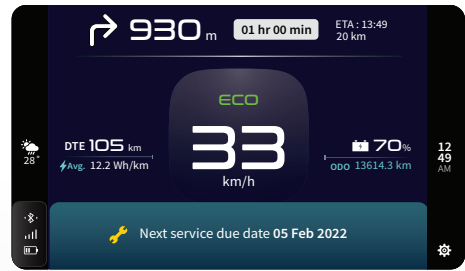 930 m
01 hr 00 min
ETA : 13:49
20 km
ECO
33
km/h
DTE 105 km
Avg. 12.2 Wh/km
70%
ODO 13614.3 km
28°
12
49
AM
Next service due date 05 Feb 2022